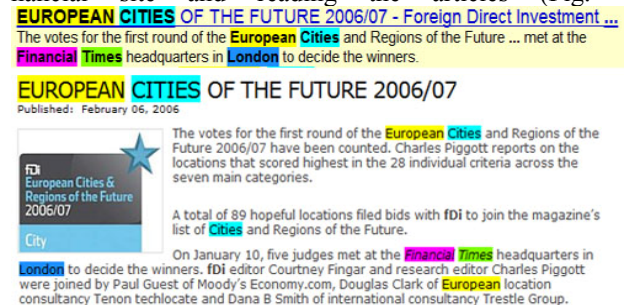 nancial site and reading the articles (Fig.
EUROPEAN CITIES OF THE FUTURE 2006/07 - Foreign Direct Investment ...
The votes for the first round of the European Cities and Regions of the Future ... met at the
Financial Times headquarters in London to decide the winners.
EUROPEAN CITIES OF THE FUTURE 2006/07
Published: February 06, 2006
The votes for the first round of the European Cities and Regions of the
Future 2006/07 have been counted. Charles Piggott reports on the
locations that scored highest in the 28 individual criteria across the
seven main categories.
fDi
European Cities &
Regions of the Future
2006/07
City
A total of 89 hopeful locations filed bids with fDi to join the magazine's
list of Cities and Regions of the Future.
On January 10, five judges met at the Financial Times headquarters in
London to decide the winners. fDi editor Courtney Fingar and research editor Charles Piggott
were joined by Paul Guest of Moody's Economy.com, Douglas Clark of European location
consultancy Tenon techlocate and Dana B Smith of international consultancy Trestle Group.